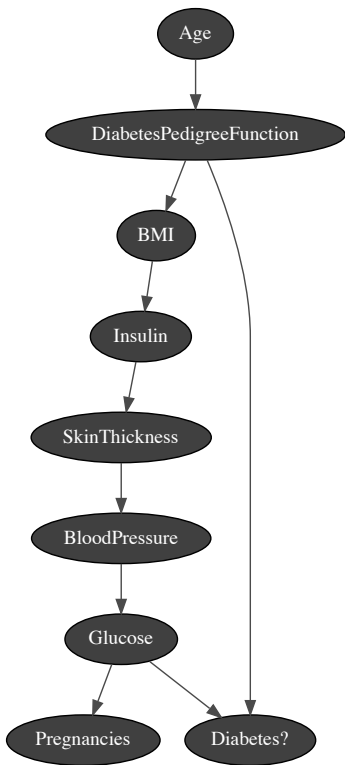 Age
DiabetesPedigreeFunction
BMI
Insulin
SkinThickness
BloodPressure
Glucose
Pregnancies
Diabetes?